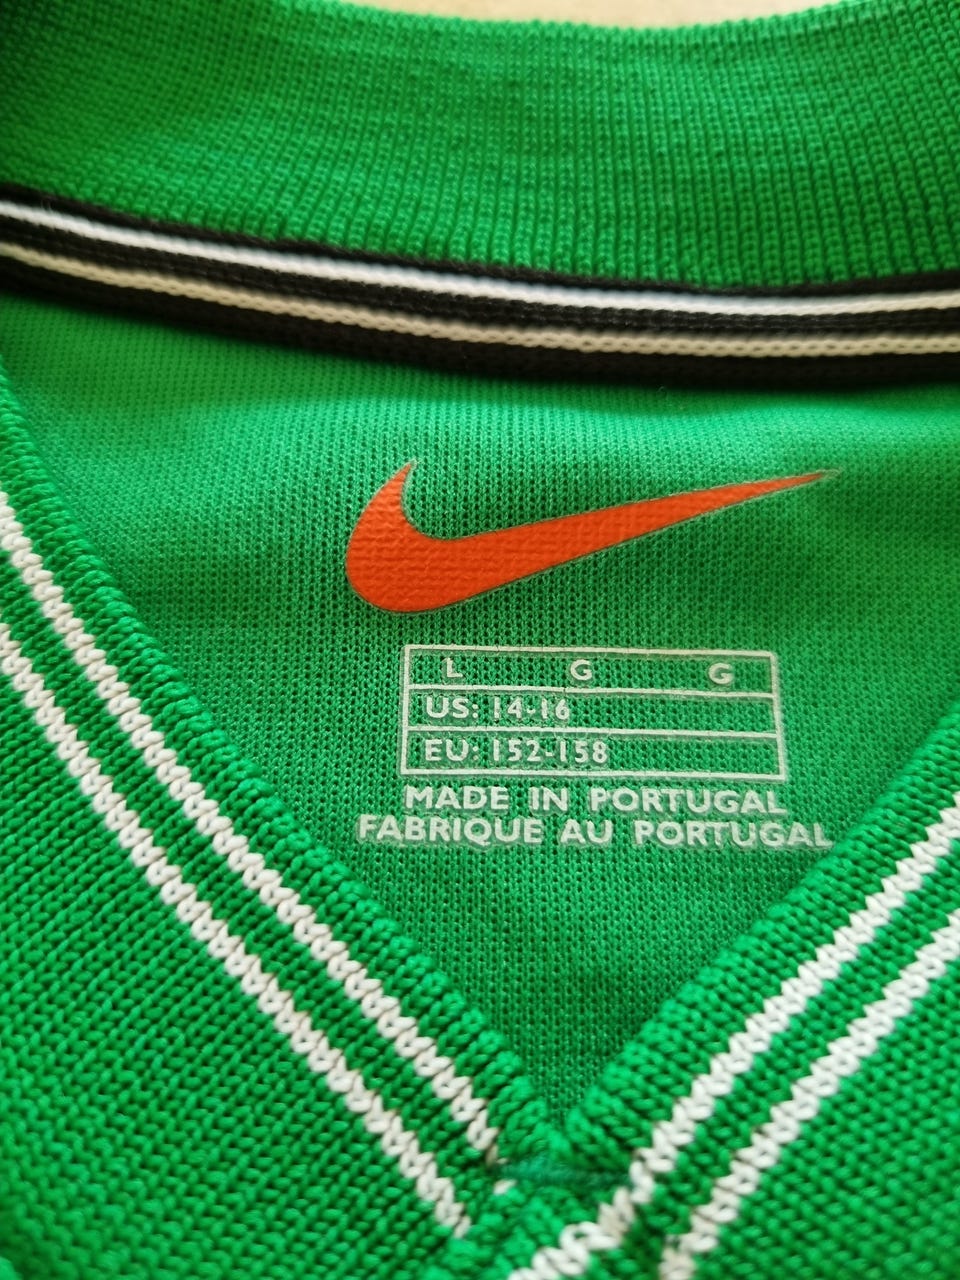 L G G
US: 14-16
EU: 152-158
MADE IN PORTUGAL
FABRIQUE AU PORTUGAL